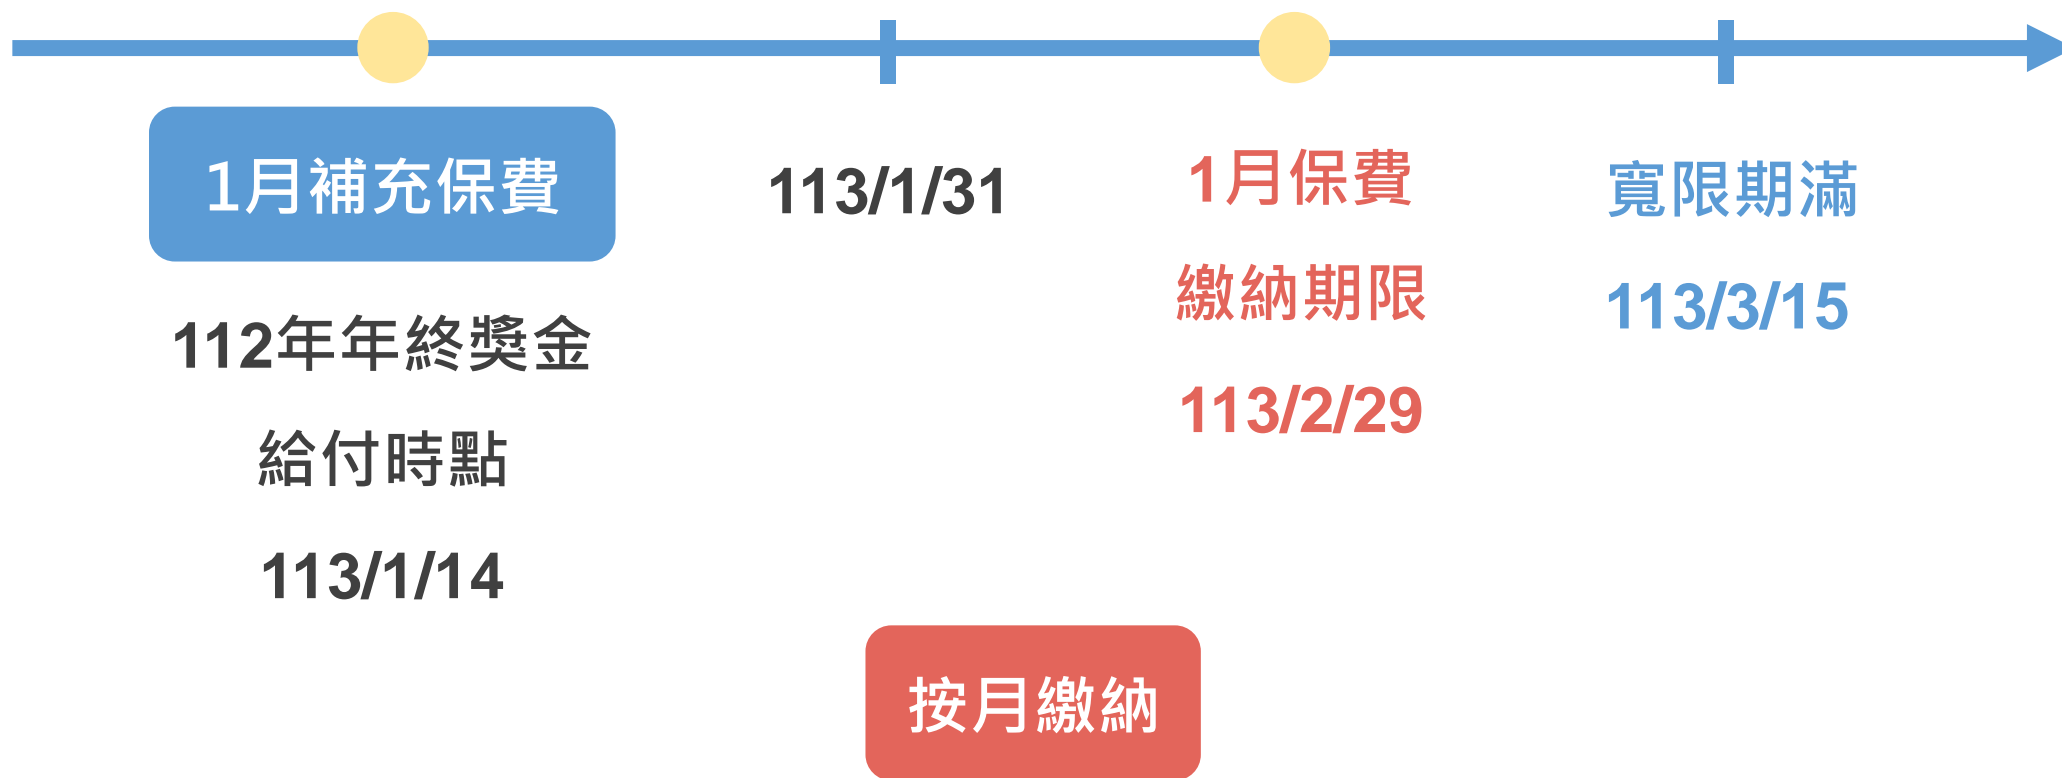 1月補充保費
112年年終獎金
給付時點
113/1/14
113/1/31
1月保費
繳納期限
113/2/29
寬限期滿
113/3/15
按月繳納